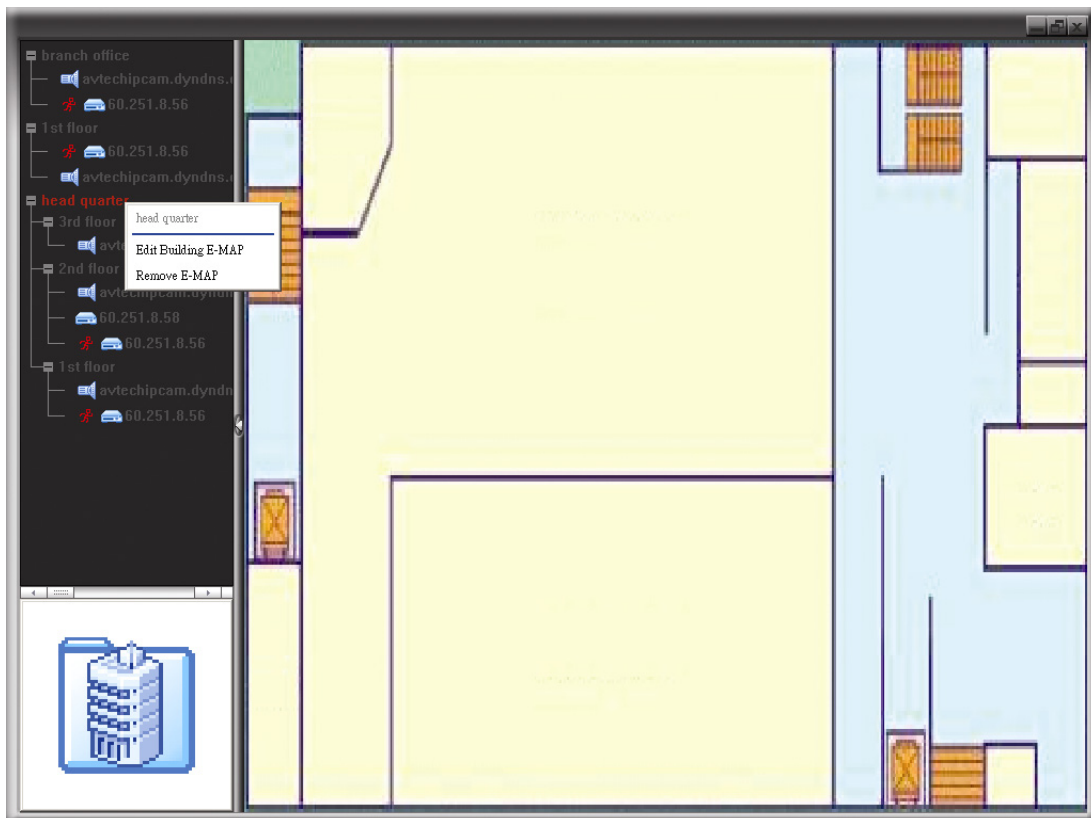 branch office
avtechipcam.dyndns.
60.251.8.56
1st floor
60.251.8.56
avtechipcam.dyndns.
head quarter
head quarter
3rd floor
Edit Building E-MAP
2nd floor
Remove E-MAP
avtechipcam.dyndns.
60.251.8.58
60.251.8.56
1st floor
avtechipcam.dyndn
60.251.8.56